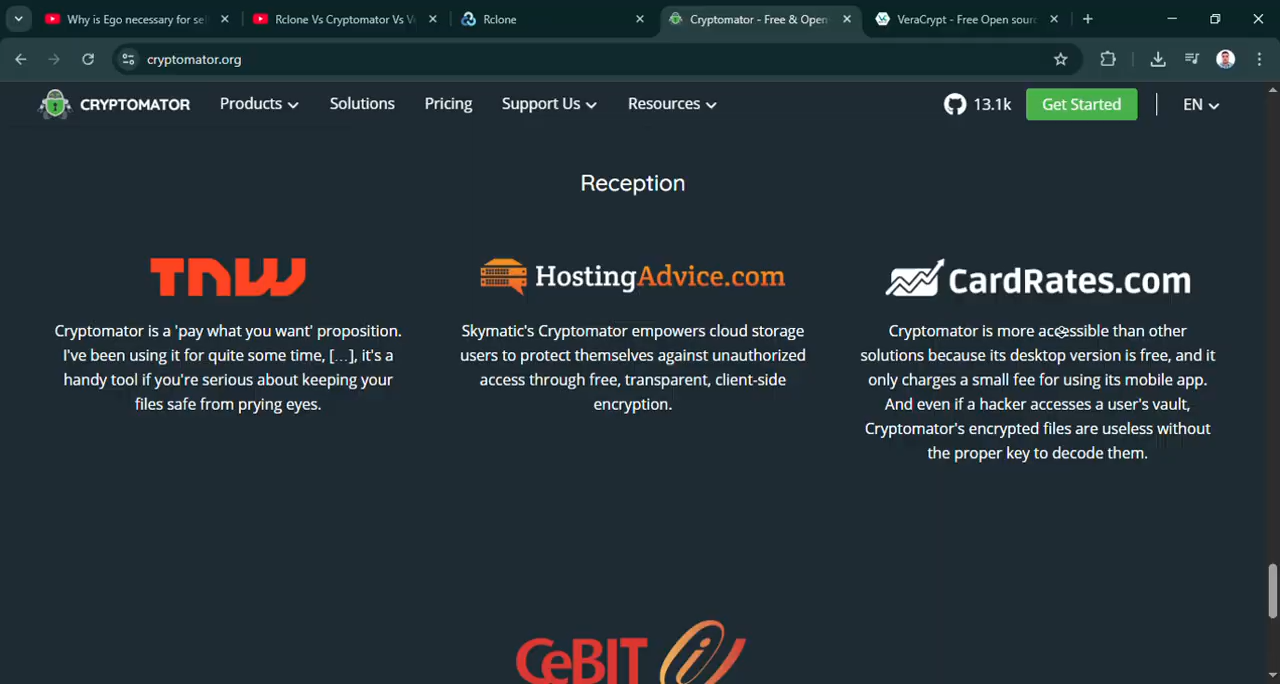 Why is Ego necessary for sel
Rclone Vs Cryptomator Vs V
Rclone
Cryptomator - Free & Open
VeraCrypt - Free Open sour
cryptomator.org
CRYPTOMATOR
Products
Solutions
Pricing
Support Us
Resources
13.1k
Get Started
EN
Reception
TNW
Cryptomator is a 'pay what you want' proposition.
I've been using it for quite some time, [...], it's a
handy tool if you're serious about keeping your
files safe from prying eyes.
HostingAdvice.com
Skymatic's Cryptomator empowers cloud storage
users to protect themselves against unauthorized
access through free, transparent, client-side
encryption.
CardRates.com
Cryptomator is more accessible than other
solutions because its desktop version is free, and it
only charges a small fee for using its mobile app.
And even if a hacker accesses a user's vault,
Cryptomator's encrypted files are useless without
the proper key to decode them.
CeBIT i